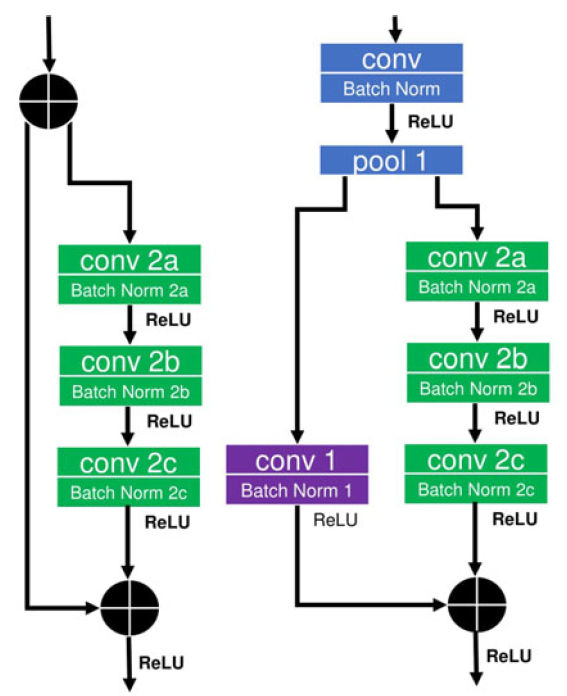 conv 2a
Batch Norm 2a
ReLU
conv 2b
Batch Norm 2b
ReLU
conv 2c
Batch Norm 2c
ReLU
ReLU
conv
Batch Norm
ReLU
pool 1
conv 2a
Batch Norm 2a
ReLU
conv 2b
Batch Norm 2b
ReLU
conv 1
Batch Norm 1
ReLU
conv 2c
Batch Norm 2c
ReLU
ReLU